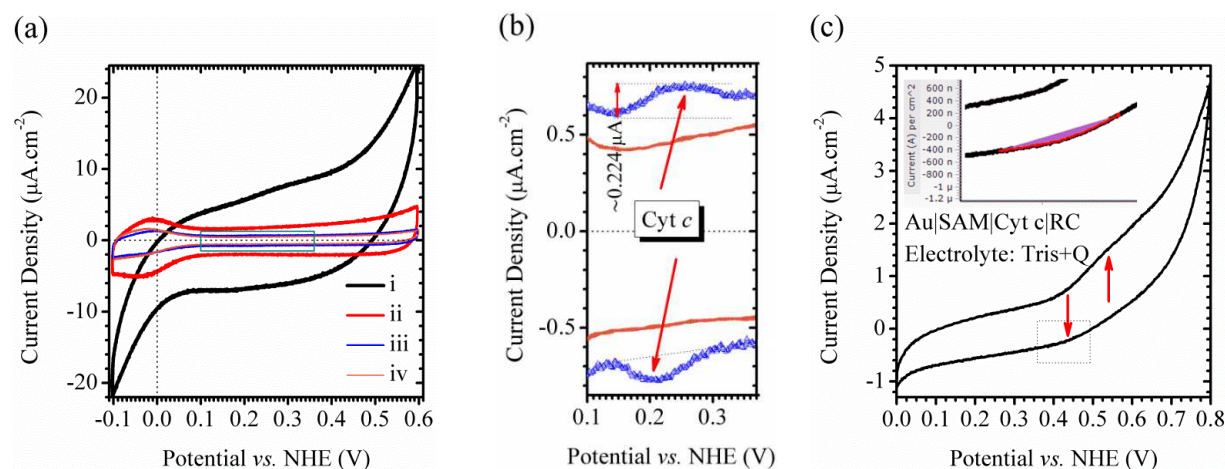 (a)
Current Density (μA.cm⁻²)
20
10
0
-10
-20
-0.1 0.0 0.1 0.2 0.3 0.4 0.5 0.6
Potential vs. NHE (V)
i
ii
iii
iv
(b)
Current Density (μA.cm⁻²)
0.5
0.0
-0.5
0.1 0.2 0.3
Potential vs. NHE (V)
~0.224 μA
Cyt c
(c)
Current Density (μA.cm⁻²)
5
4
3
2
1
0
-1
0.0 0.1 0.2 0.3 0.4 0.5 0.6 0.7 0.8
Potential vs. NHE (V)
Current (A) per cm^2
600 n
400 n
200 n
0
-200 n
-400 n
-600 n
-800 n
-1 μ
-1.2 μ
Au|SAM|Cyt c|RC
Electrolyte: Tris+Q